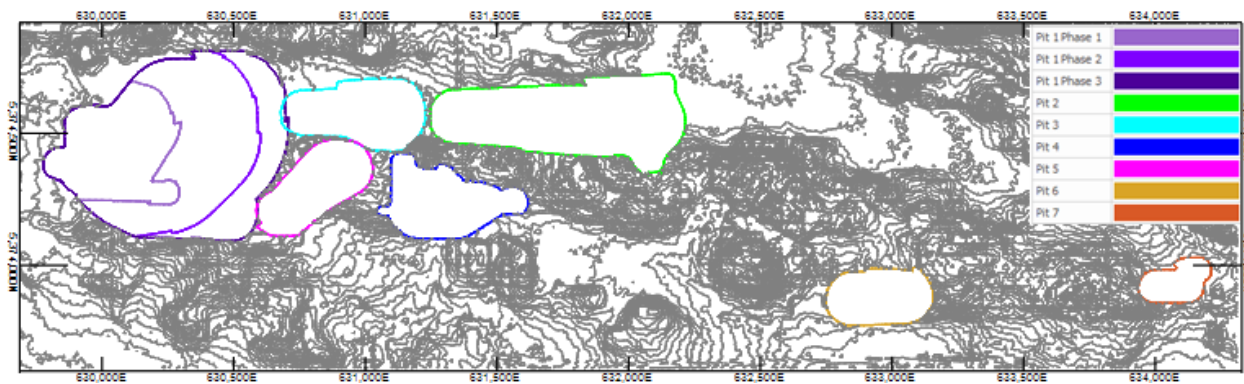 630,000E 630,500E 631,000E 631,500E 632,000E 632,500E 633,000E 633,500E 634,000E
Pit 1 Phase 1
Pit 1 Phase 2
Pit 1 Phase 3
Pit 2
Pit 3
Pit 4
Pit 5
Pit 6
Pit 7
630,000E 630,500E 631,000E 631,500E 632,000E 632,500E 633,000E 633,500E 634,000E